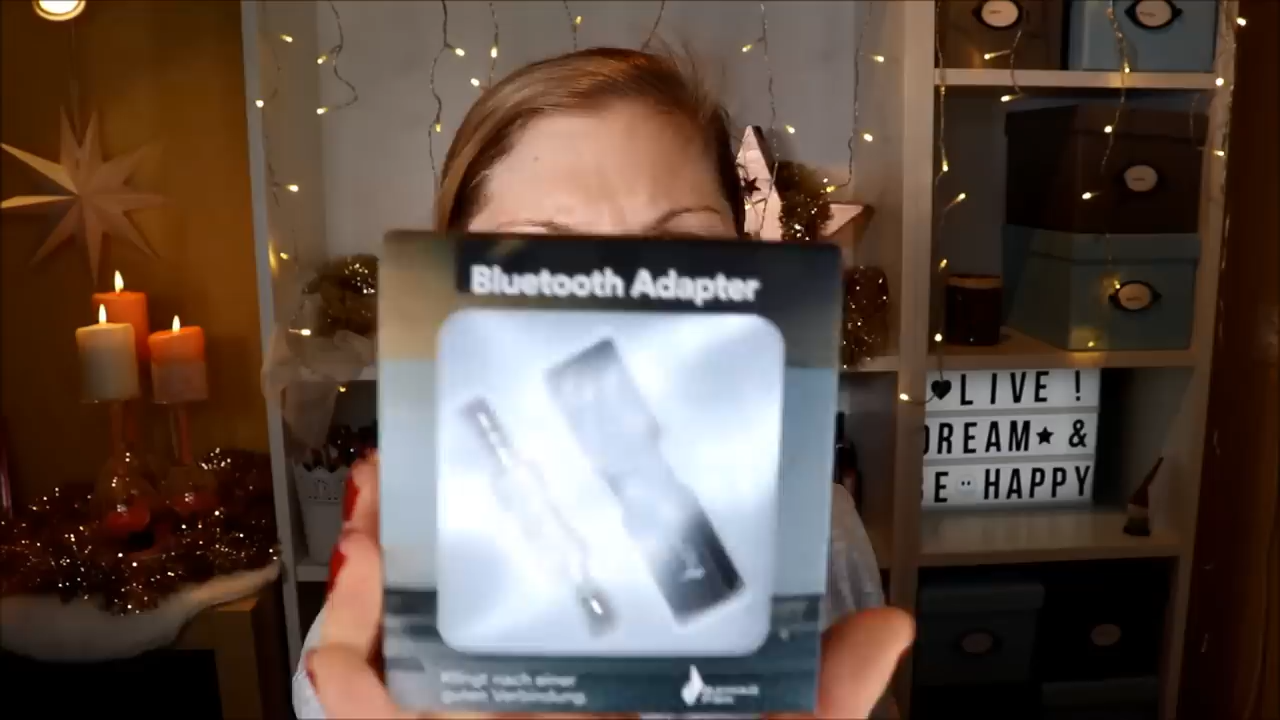 Bluetooth Adapter
Klingt nach einer
guten Verbindung.
LIVE !
DREAM ★ &
BE HAPPY